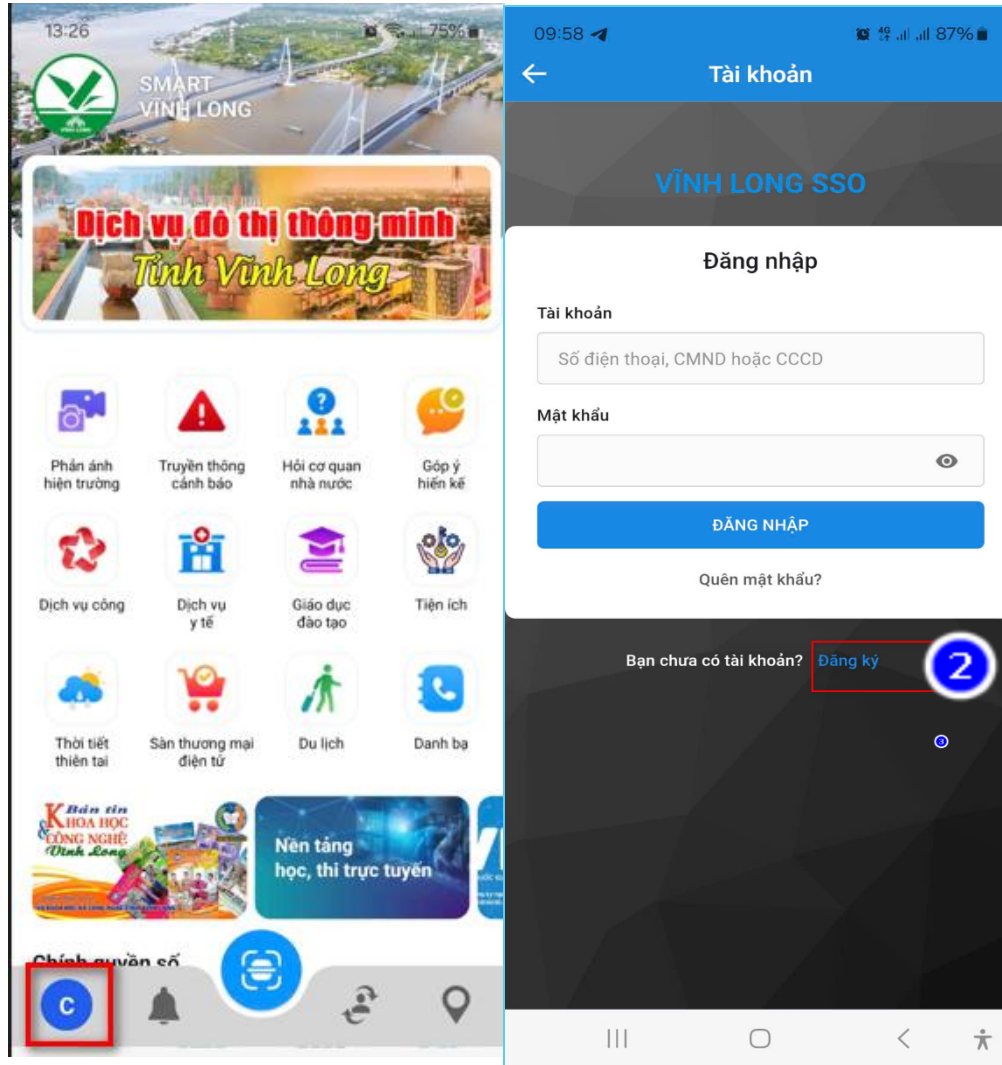 13:26
75%
SMART
VĨNH LONG
VĨNH LONG
Dịch vụ đô thị thông minh
Tỉnh Vĩnh Long
Phản ánh
hiện trường
Truyền thông
cảnh báo
Hỏi cơ quan
nhà nước
Góp ý
hiến kế
Dịch vụ công
Dịch vụ
y tế
Giáo dục
đào tạo
Tiện ích
Thời tiết
thiên tai
Sàn thương mại
điện tử
Du lịch
Danh bạ
Bản tin
KHOA HỌC
& CÔNG NGHỆ
Vĩnh Long
Nền tảng
học, thi trực tuyến
Chính quyền số
C
09:58
4G
87%
Tài khoản
VĨNH LONG SSO
Đăng nhập
Tài khoản
Số điện thoại, CMND hoặc CCCD
Mật khẩu
ĐĂNG NHẬP
Quên mật khẩu?
Bạn chưa có tài khoản? Đăng ký
2
3